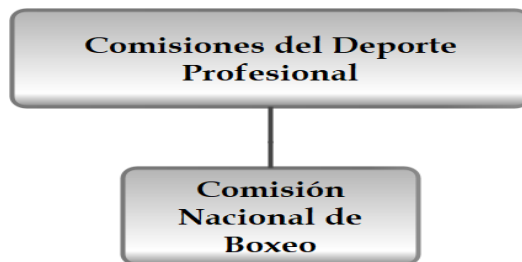 Comisiones del Deporte
Profesional
Comisión
Nacional de
Boxeo